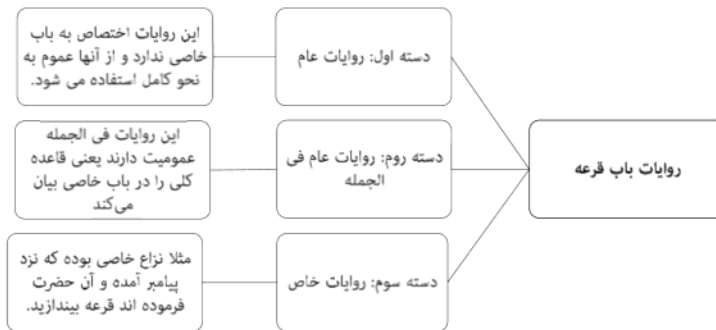 روایات باب قرعه
دسته اول: روایات عام
این روایات اختصاص به باب
خاصی ندارد و از آنها عموم به
نحو کامل استفاده می شود.
دسته روم: روایات عام فی
الجمله
این روایات فی الجمله
عمومیت دارند یعنی قاعده
کلی را در باب خاصی بیان
می‌کند
دسته سوم: روایات خاص
مثلا نزاع خاصی بوده که نزد
پیامبر آمده و آن حضرت
فرموده اند قرعه بیندازید.